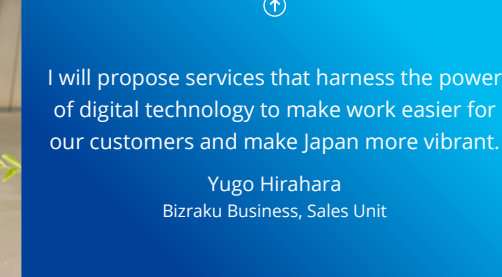 I will propose services that harness the power
of digital technology to make work easier for
our customers and make Japan more vibrant.
Yugo Hirahara
Bizraku Business, Sales Unit